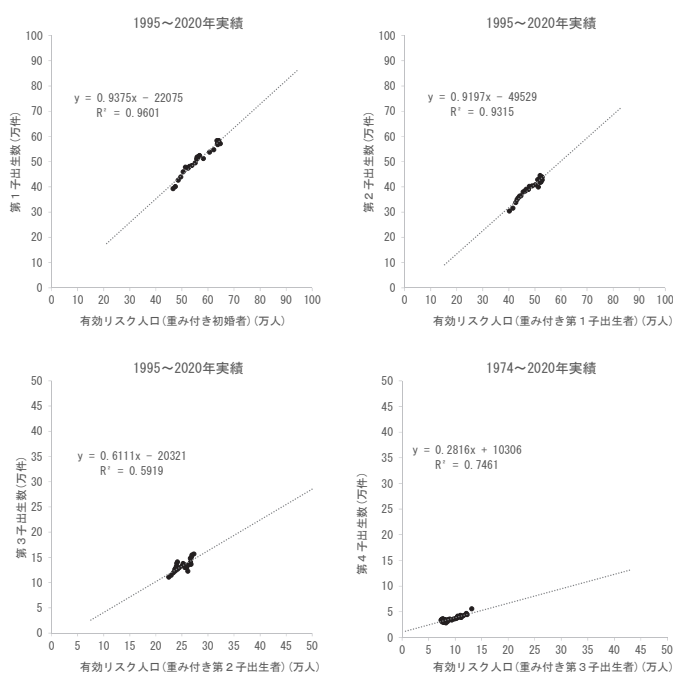 1995～2020年実績
100
90
80
70
60
50
40
30
20
10
0
第1子出生数(万件)
y = 0.9375x − 22075
R² = 0.9601
0 10 20 30 40 50 60 70 80 90 100
有効リスク人口(重み付き初婚者)(万人)
1995～2020年実績
100
90
80
70
60
50
40
30
20
10
0
第2子出生数(万件)
y = 0.9197x − 49529
R² = 0.9315
0 10 20 30 40 50 60 70 80 90 100
有効リスク人口(重み付き第1子出生者)(万人)
1995～2020年実績
50
45
40
35
30
25
20
15
10
5
0
第3子出生数(万件)
y = 0.6111x − 20321
R² = 0.5919
0 5 10 15 20 25 30 35 40 45 50
有効リスク人口(重み付き第2子出生者)(万人)
1974～2020年実績
50
45
40
35
30
25
20
15
10
5
0
第4子出生数(万件)
y = 0.2816x + 10306
R² = 0.7461
0 5 10 15 20 25 30 35 40 45 50
有効リスク人口(重み付き第3子出生者)(万人)